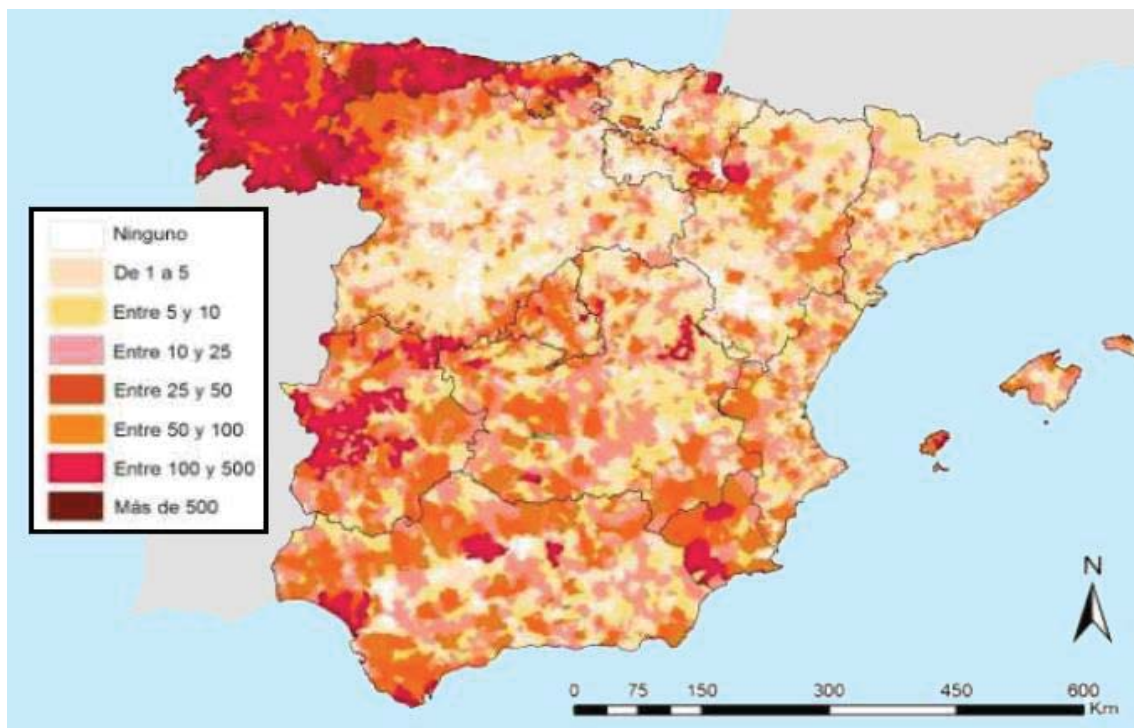 Ninguno
De 1 a 5
Entre 5 y 10
Entre 10 y 25
Entre 25 y 50
Entre 50 y 100
Entre 100 y 500
Más de 500
N
0 75 150 300 450 600
Km